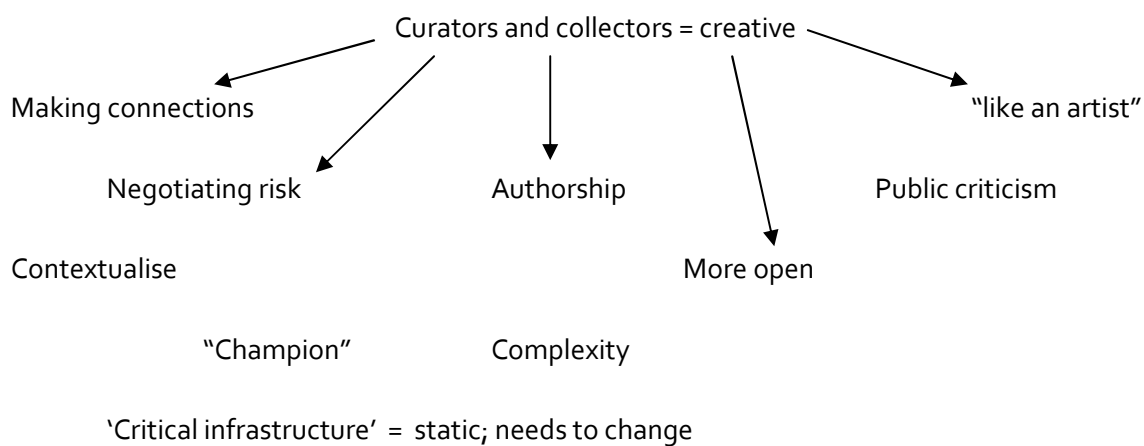 Curators and collectors = creative
Making connections
“like an artist”
Negotiating risk
Authorship
Public criticism
Contextualise
More open
“Champion”
Complexity
‘Critical infrastructure’ = static; needs to change